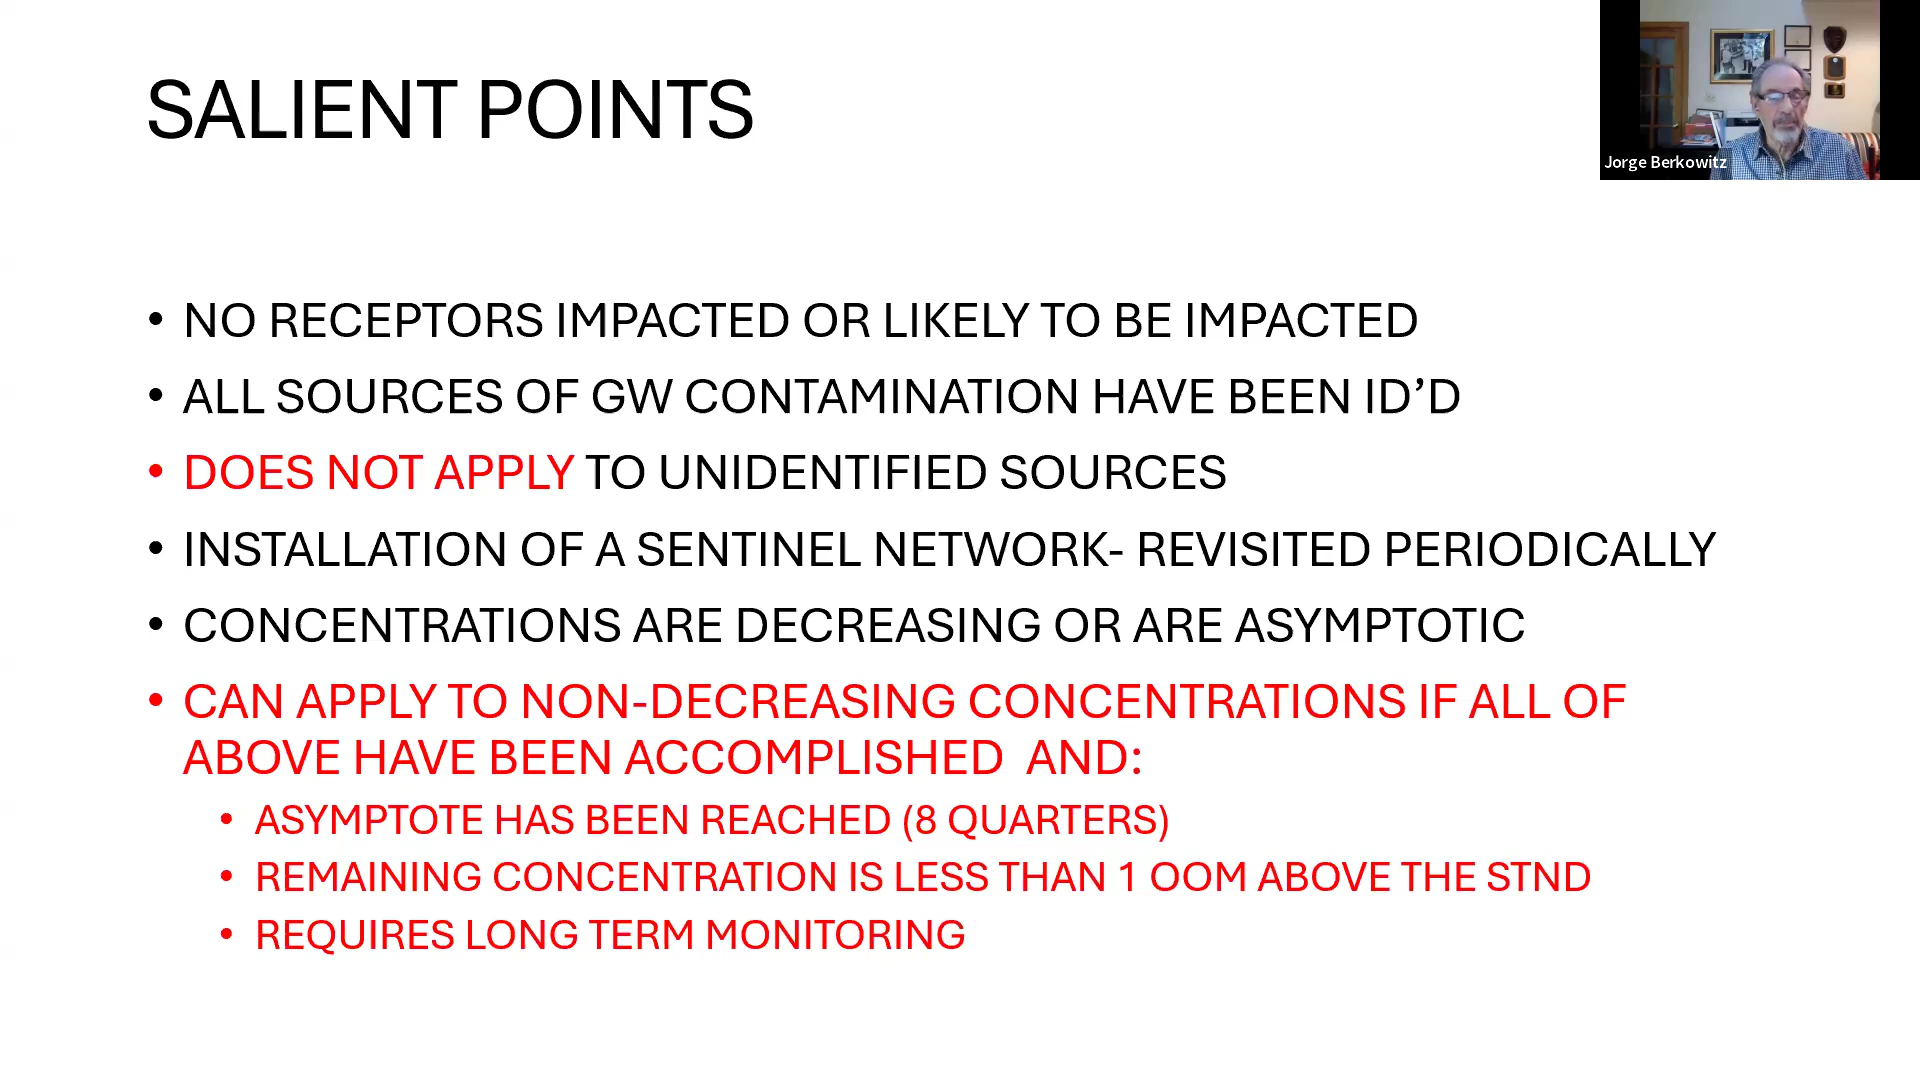 SALIENT POINTS
Jorge Berkowitz
• NO RECEPTORS IMPACTED OR LIKELY TO BE IMPACTED
• ALL SOURCES OF GW CONTAMINATION HAVE BEEN ID’D
• DOES NOT APPLY TO UNIDENTIFIED SOURCES
• INSTALLATION OF A SENTINEL NETWORK- REVISITED PERIODICALLY
• CONCENTRATIONS ARE DECREASING OR ARE ASYMPTOTIC
• CAN APPLY TO NON-DECREASING CONCENTRATIONS IF ALL OF
ABOVE HAVE BEEN ACCOMPLISHED  AND:
• ASYMPTOTE HAS BEEN REACHED (8 QUARTERS)
• REMAINING CONCENTRATION IS LESS THAN 1 OOM ABOVE THE STND
• REQUIRES LONG TERM MONITORING